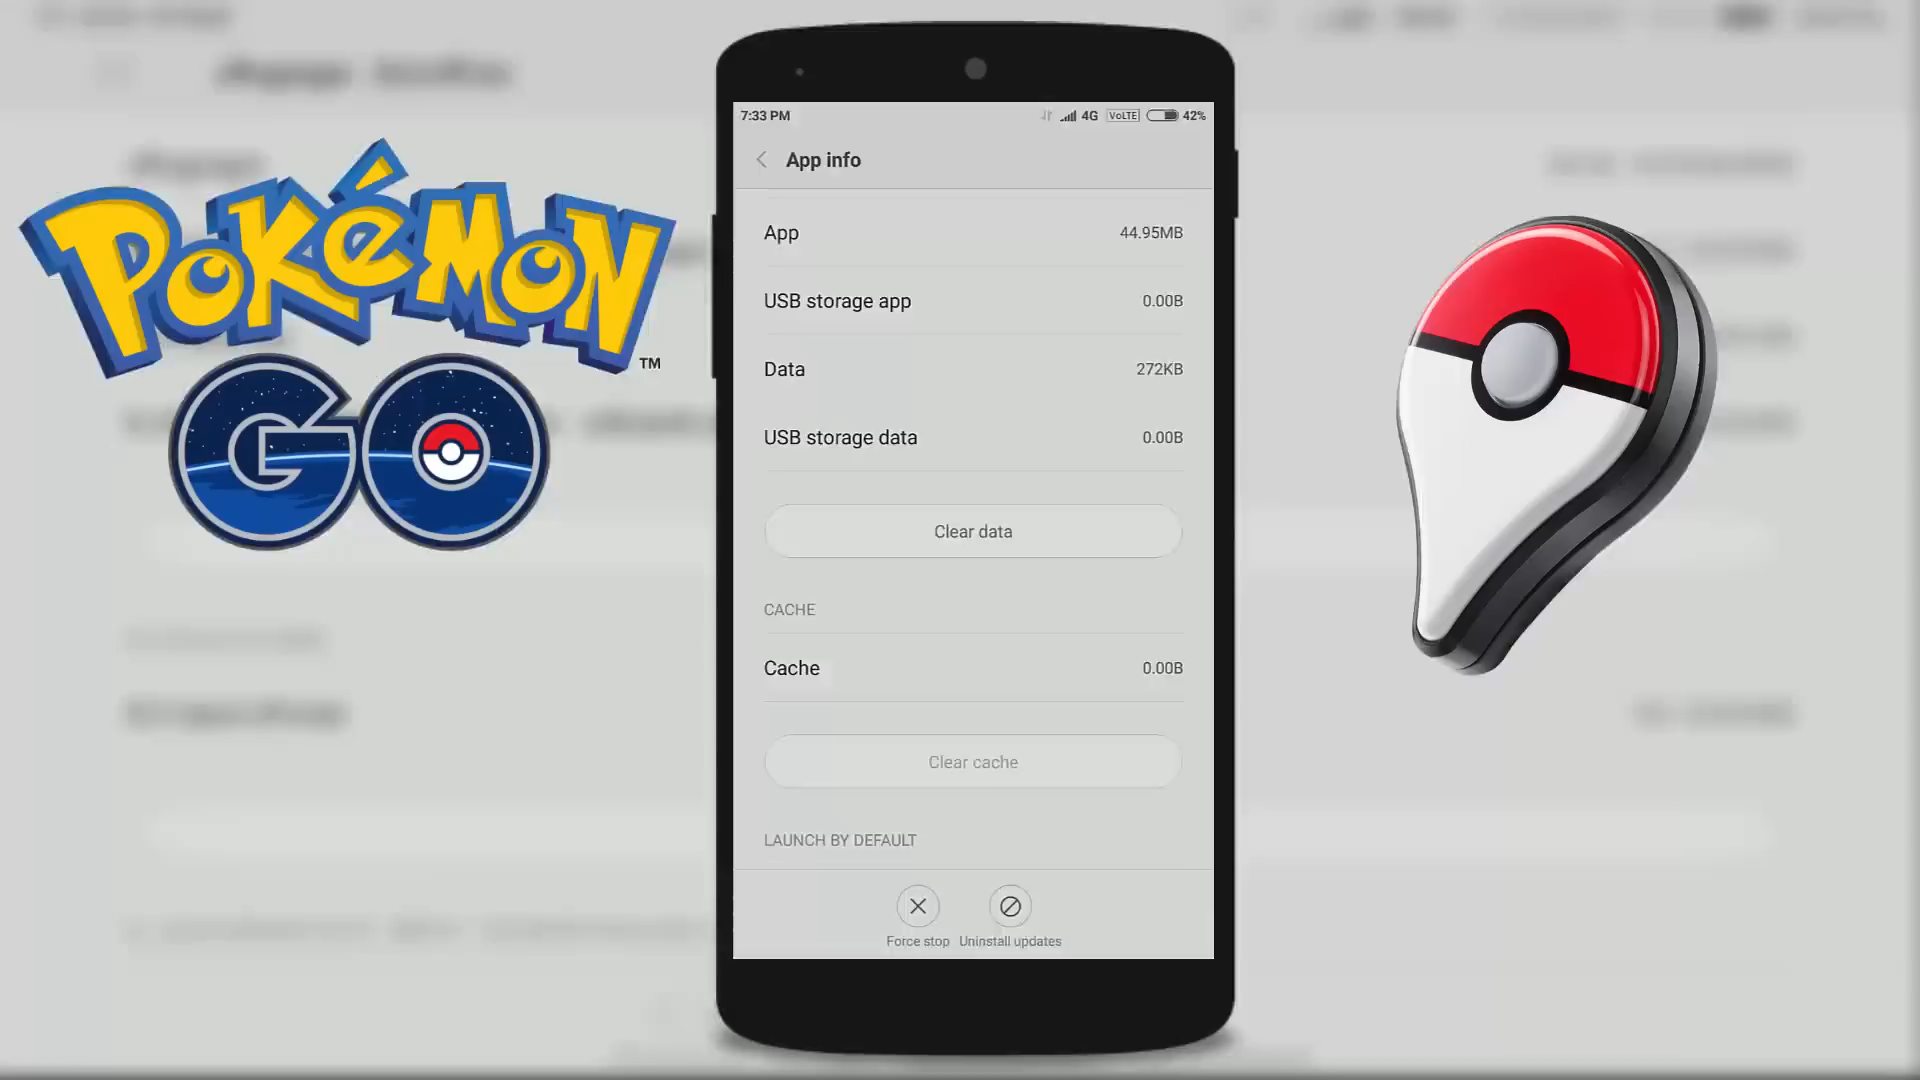 POKéMON
TM
GO
7:33 PM
4G VoLTE 42%
App info
App 44.95MB
USB storage app 0.00B
Data 272KB
USB storage data 0.00B
Clear data
CACHE
Cache 0.00B
Clear cache
LAUNCH BY DEFAULT
Force stop Uninstall updates